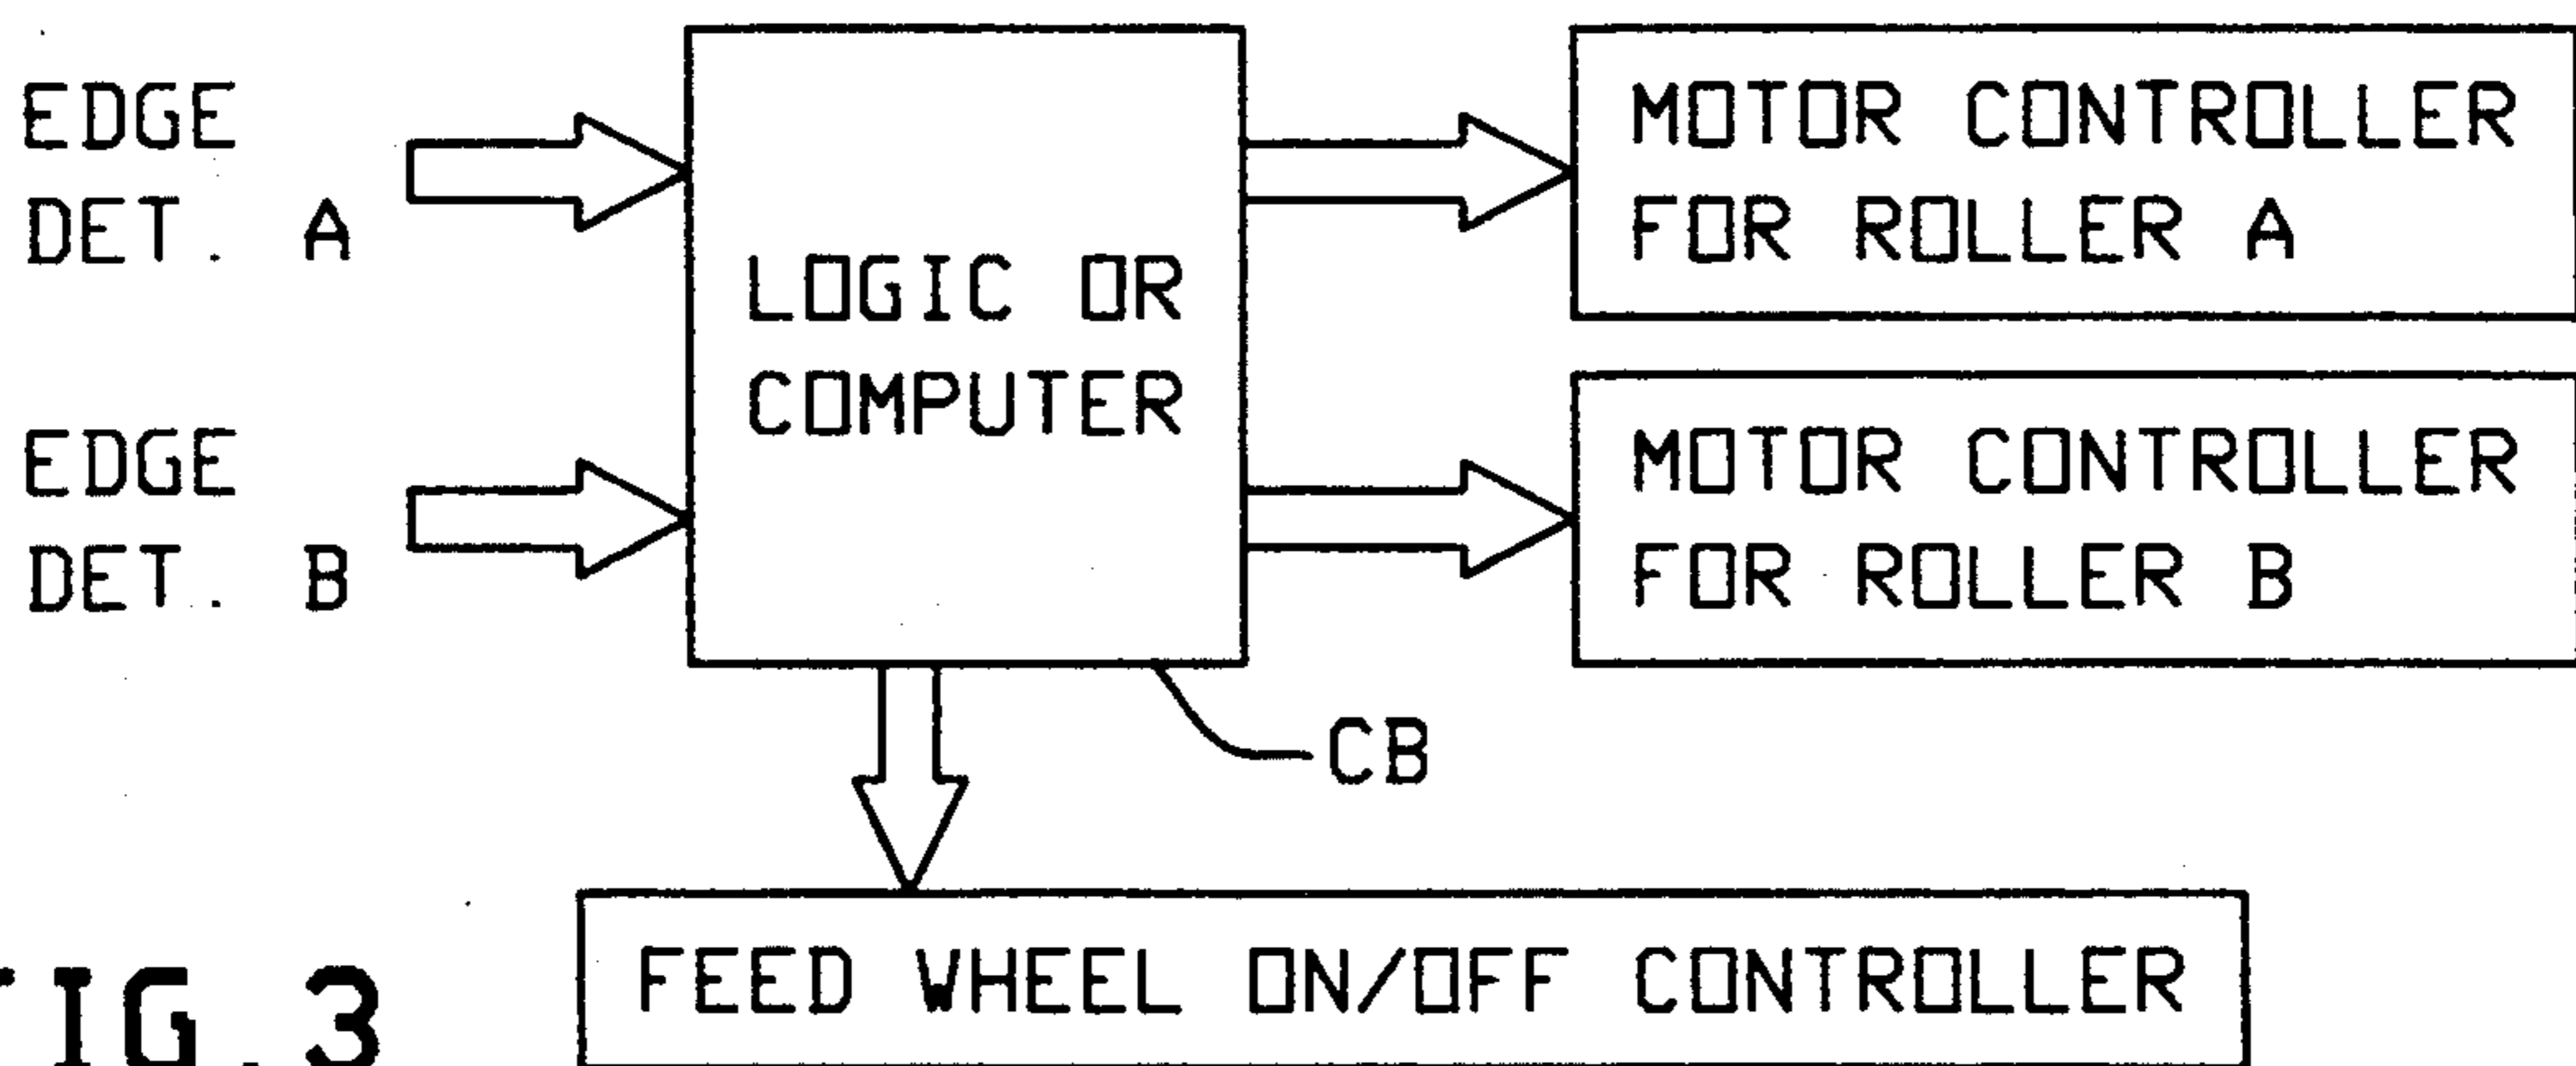 EDGE
DET. A
EDGE
DET. B
LOGIC OR
COMPUTER
MOTOR CONTROLLER
FOR ROLLER A
MOTOR CONTROLLER
FOR ROLLER B
CB
FEED WHEEL ON/OFF CONTROLLER
FIG.3